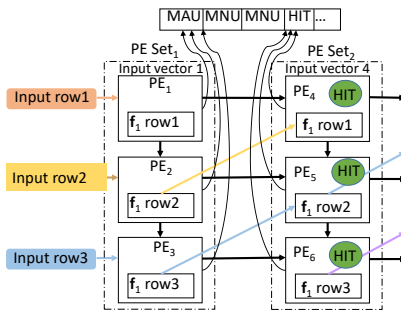 MAU MNU MNU HIT ...
PE Set1 PE Set2
Input vector 1 Input vector 4
Input row1 PE1 PE4 HIT
f1 row1 f1 row1
Input row2 PE2 PE5 HIT
f1 row2 f1 row2
Input row3 PE3 PE6 HIT
f1 row3 f1 row3